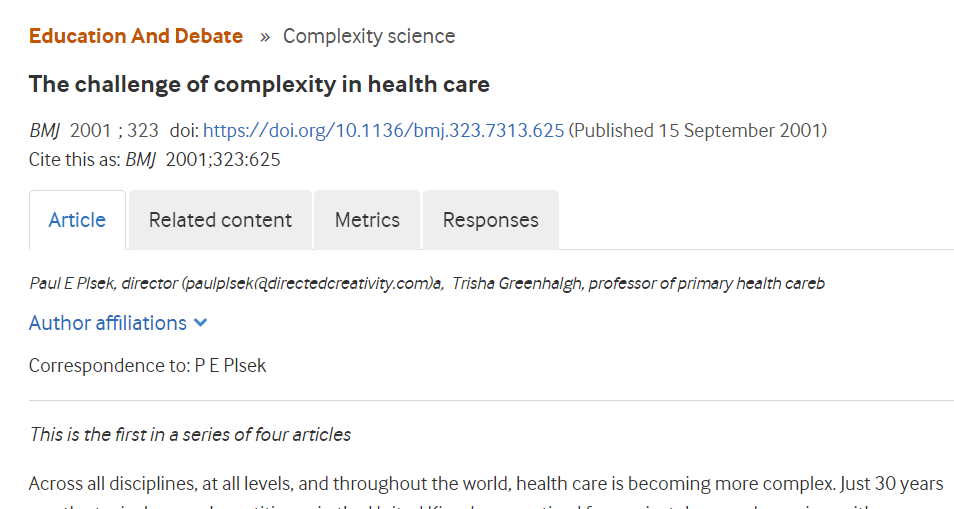 Education And Debate » Complexity science
The challenge of complexity in health care
BMJ 2001 ; 323 doi: https://doi.org/10.1136/bmj.323.7313.625 (Published 15 September 2001)
Cite this as: BMJ 2001;323:625
Article Related content Metrics Responses
Paul E Plsek, director (paulplsek@directedcreativity.com)a, Trisha Greenhalgh, professor of primary health careb
Author affiliations
Correspondence to: P E Plsek
This is the first in a series of four articles
Across all disciplines, at all levels, and throughout the world, health care is becoming more complex. Just 30 years